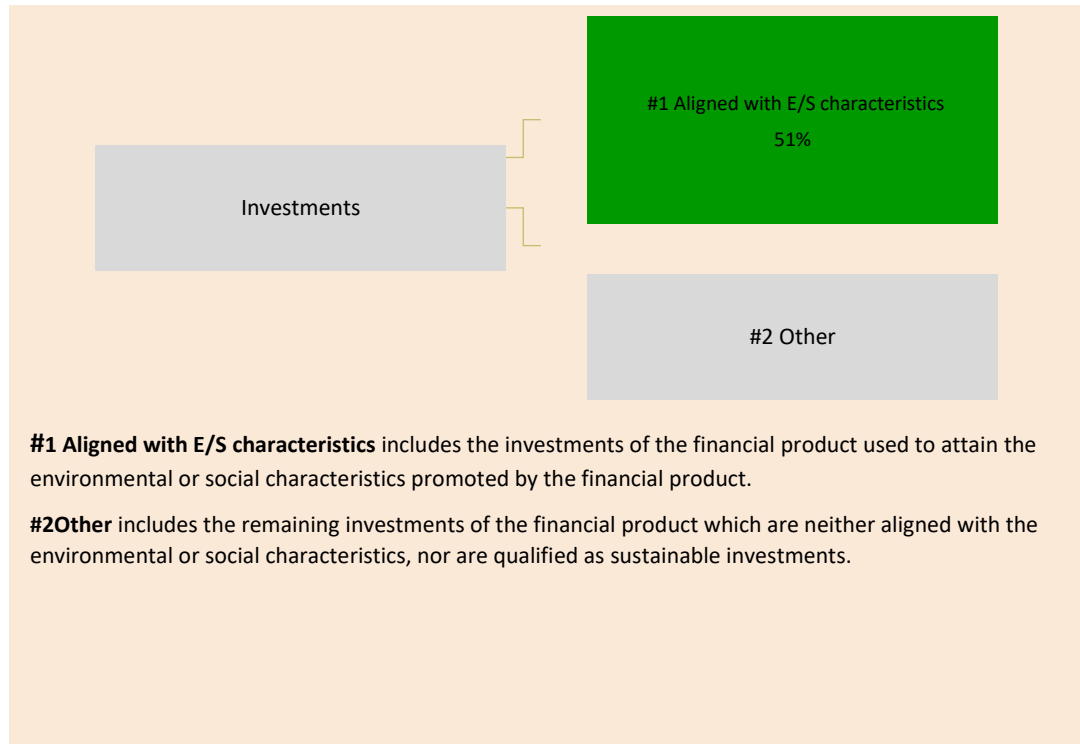 #1 Aligned with E/S characteristics
51%
Investments
#2 Other
#1 Aligned with E/S characteristics includes the investments of the financial product used to attain the
environmental or social characteristics promoted by the financial product.
#2Other includes the remaining investments of the financial product which are neither aligned with the
environmental or social characteristics, nor are qualified as sustainable investments.